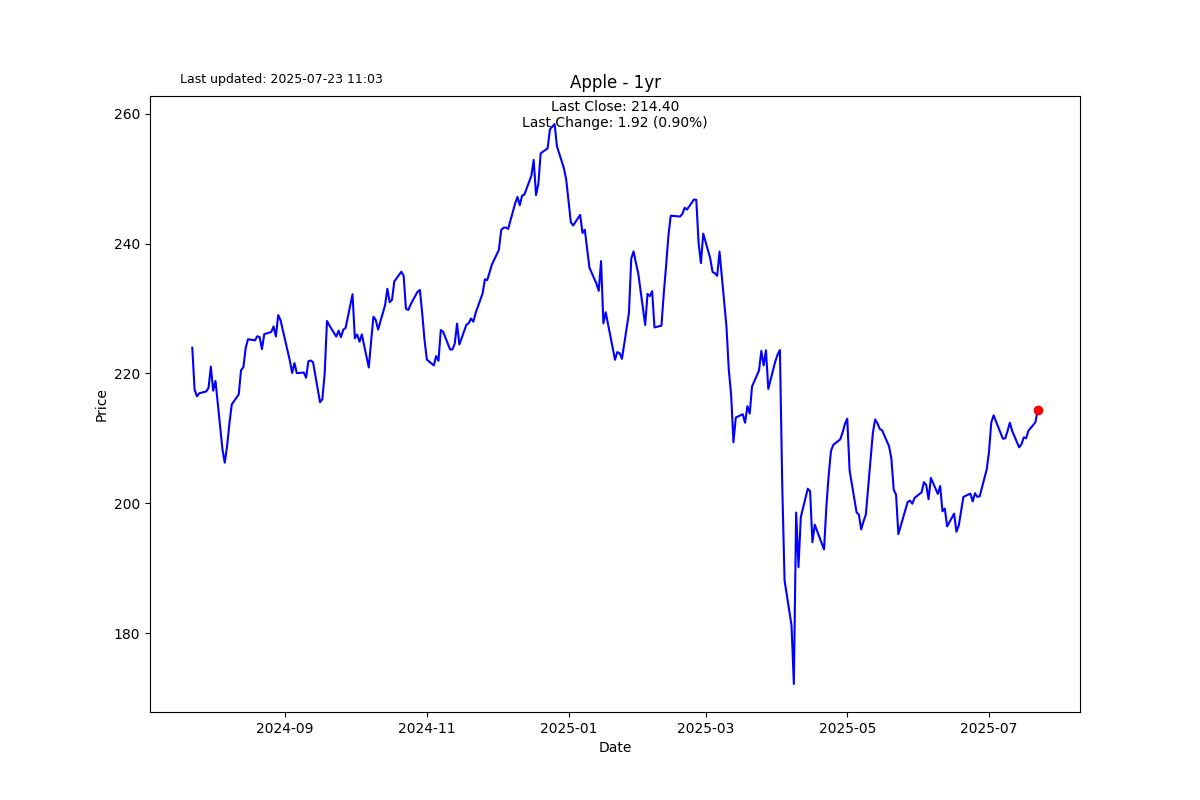 Last updated: 2025-07-23 11:03
Apple - 1yr
Last Close: 214.40
Last Change: 1.92 (0.90%)
260
240
220
200
180
Price
2024-09
2024-11
2025-01
2025-03
2025-05
2025-07
Date